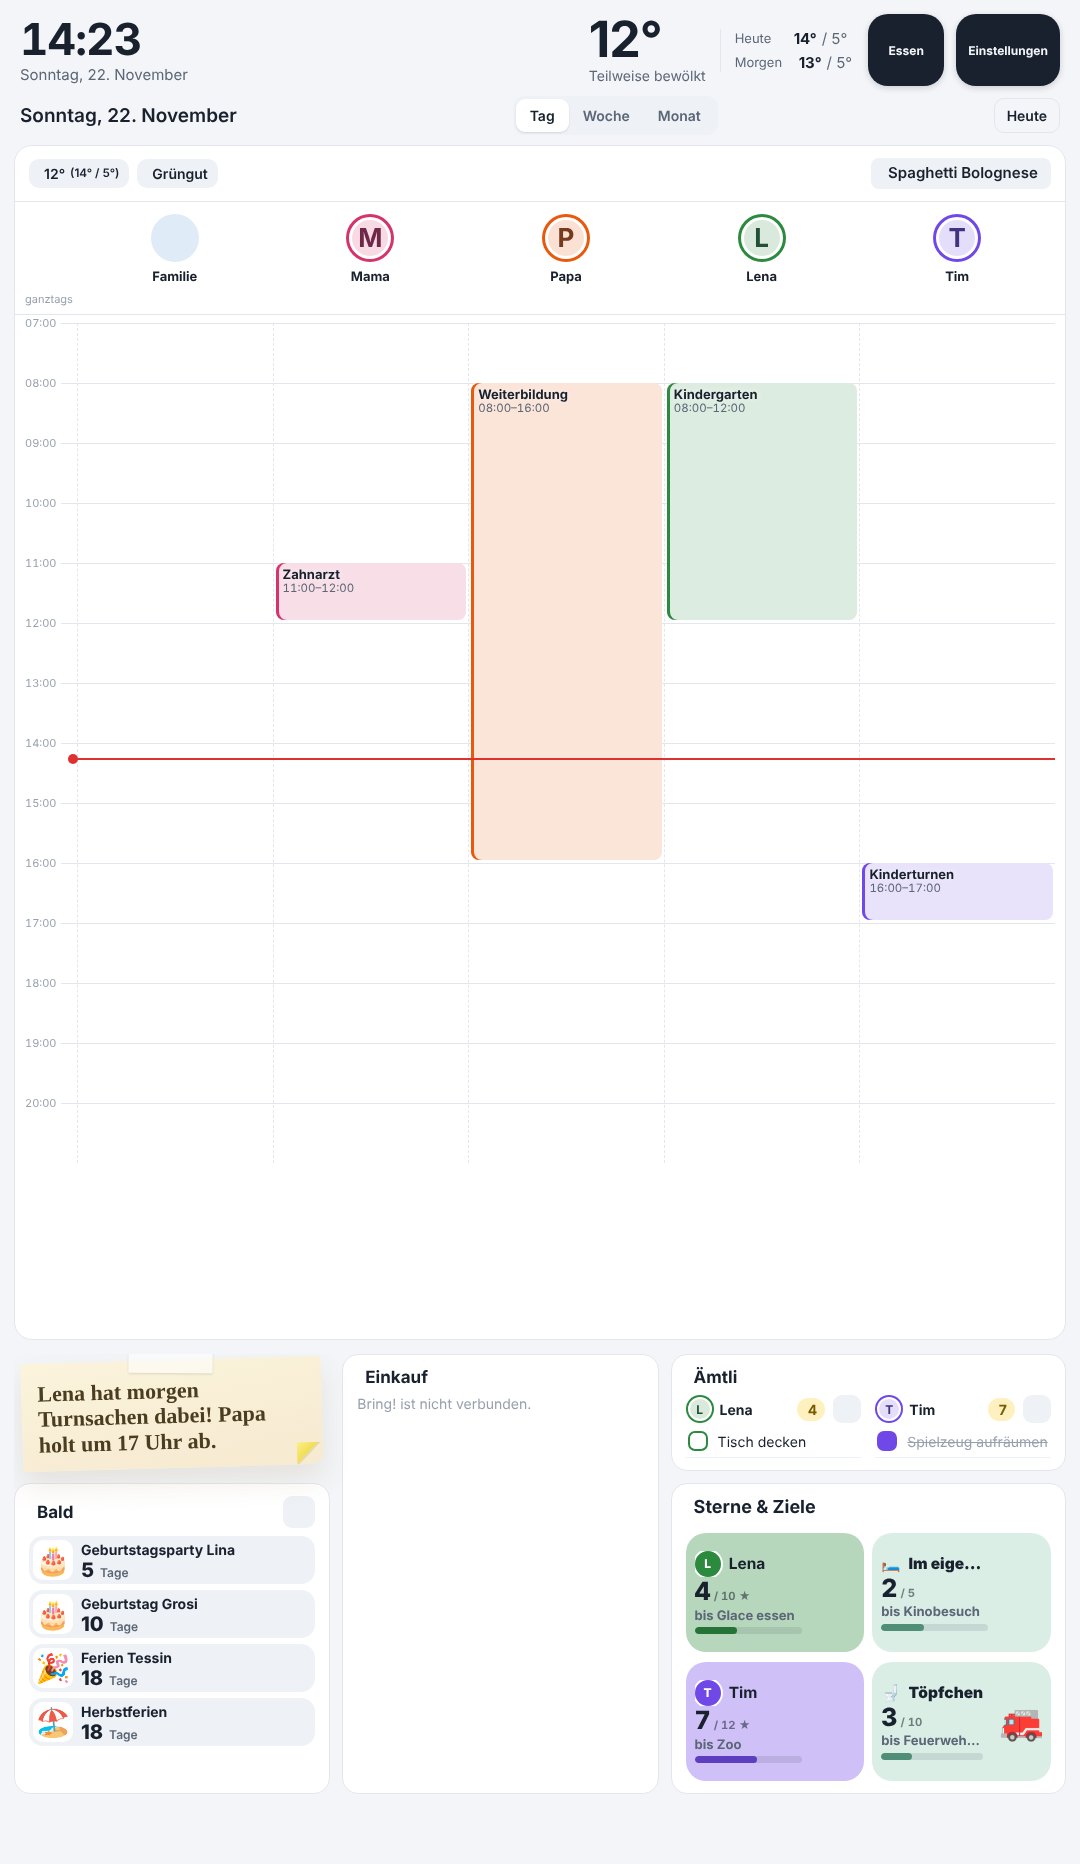 14:23
Sonntag, 22. November
12°
Teilweise bewölkt
Heute 14° / 5°
Morgen 13° / 5°
Essen
Einstellungen
Sonntag, 22. November
Tag Woche Monat
Heute
12° (14° / 5°) Grüngut
Spaghetti Bolognese
M P L T
Familie Mama Papa Lena Tim
ganztags
07:00
08:00
Weiterbildung
08:00–16:00
Kindergarten
08:00–12:00
09:00
10:00
11:00
Zahnarzt
11:00–12:00
12:00
13:00
14:00
15:00
16:00
Kinderturnen
16:00–17:00
17:00
18:00
19:00
20:00
Lena hat morgen
Turnsachen dabei! Papa
holt um 17 Uhr ab.
Bald
Geburtstagsparty Lina
5 Tage
Geburtstag Grosi
10 Tage
Ferien Tessin
18 Tage
Herbstferien
18 Tage
Einkauf
Bring! ist nicht verbunden.
Ämtli
L Lena 4
Tisch decken
T Tim 7
Spielzeug aufräumen
Sterne & Ziele
L Lena
4 / 10 ★
bis Glace essen
Im eige...
2 / 5
bis Kinobesuch
T Tim
7 / 12 ★
bis Zoo
Töpfchen
3 / 10
bis Feuerweh...